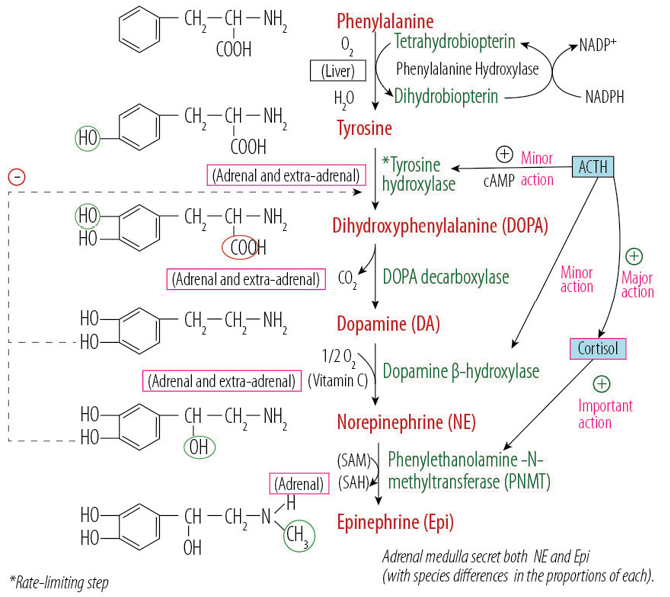 CH₂ — CH — NH₂
COOH
Phenylalanine
O₂
(Liver)
H₂O
Tetrahydrobiopterin
Phenylalanine Hydroxylase
Dihydrobiopterin
NADP⁺
NADPH
HO
CH₂ — CH — NH₂
COOH
Tyrosine
(Adrenal and extra-adrenal)
*Tyrosine
hydroxylase
+ Minor
cAMP action
ACTH
−
HO
HO
CH₂ — CH — NH₂
COOH
Dihydroxyphenylalanine (DOPA)
(Adrenal and extra-adrenal)
CO₂
DOPA decarboxylase
Minor
action
+
Major
action
HO
HO
CH₂ — CH₂ — NH₂
Dopamine (DA)
Cortisol
(Adrenal and extra-adrenal)
1/2 O₂
(Vitamin C)
Dopamine β-hydroxylase
+
Important
action
HO
HO
CH — CH₂ — NH₂
OH
Norepinephrine (NE)
(Adrenal)
(SAM)
(SAH)
Phenylethanolamine -N-
methyltransferase (PNMT)
HO
HO
CH — CH₂ — N
H
CH₃
OH
Epinephrine (Epi)
Adrenal medulla secret both NE and Epi
(with species differences in the proportions of each).
*Rate-limiting step